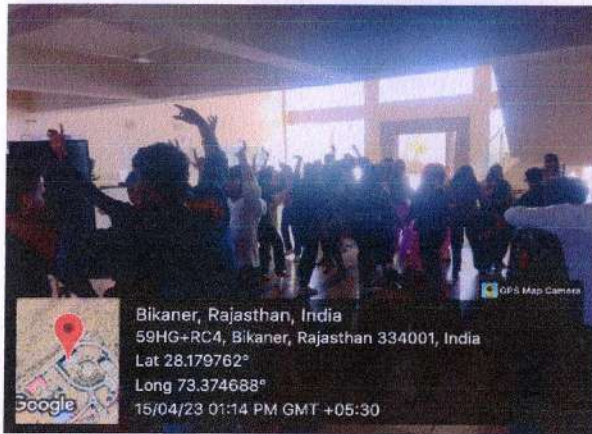 GPS Map Camera
Bikaner, Rajasthan, India
59HG+RC4, Bikaner, Rajasthan 334001, India
Lat 28.179762°
Long 73.374688°
15/04/23 01:14 PM GMT +05:30
Google